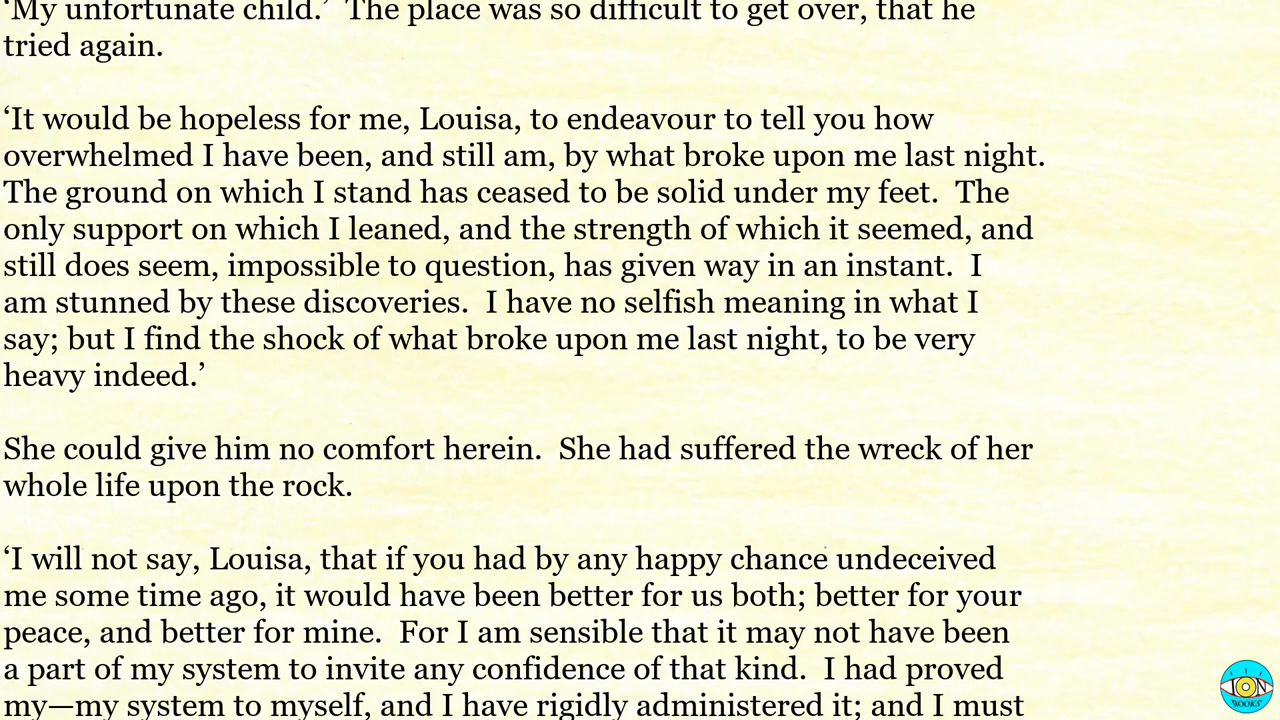 ‘My unfortunate child.’  The place was so difficult to get over, that he
tried again.
‘It would be hopeless for me, Louisa, to endeavour to tell you how
overwhelmed I have been, and still am, by what broke upon me last night.
The ground on which I stand has ceased to be solid under my feet.  The
only support on which I leaned, and the strength of which it seemed, and
still does seem, impossible to question, has given way in an instant.  I
am stunned by these discoveries.  I have no selfish meaning in what I
say; but I find the shock of what broke upon me last night, to be very
heavy indeed.’
She could give him no comfort herein.  She had suffered the wreck of her
whole life upon the rock.
‘I will not say, Louisa, that if you had by any happy chance undeceived
me some time ago, it would have been better for us both; better for your
peace, and better for mine.  For I am sensible that it may not have been
a part of my system to invite any confidence of that kind.  I had proved
my—my system to myself, and I have rigidly administered it; and I must
ION
BOOKS